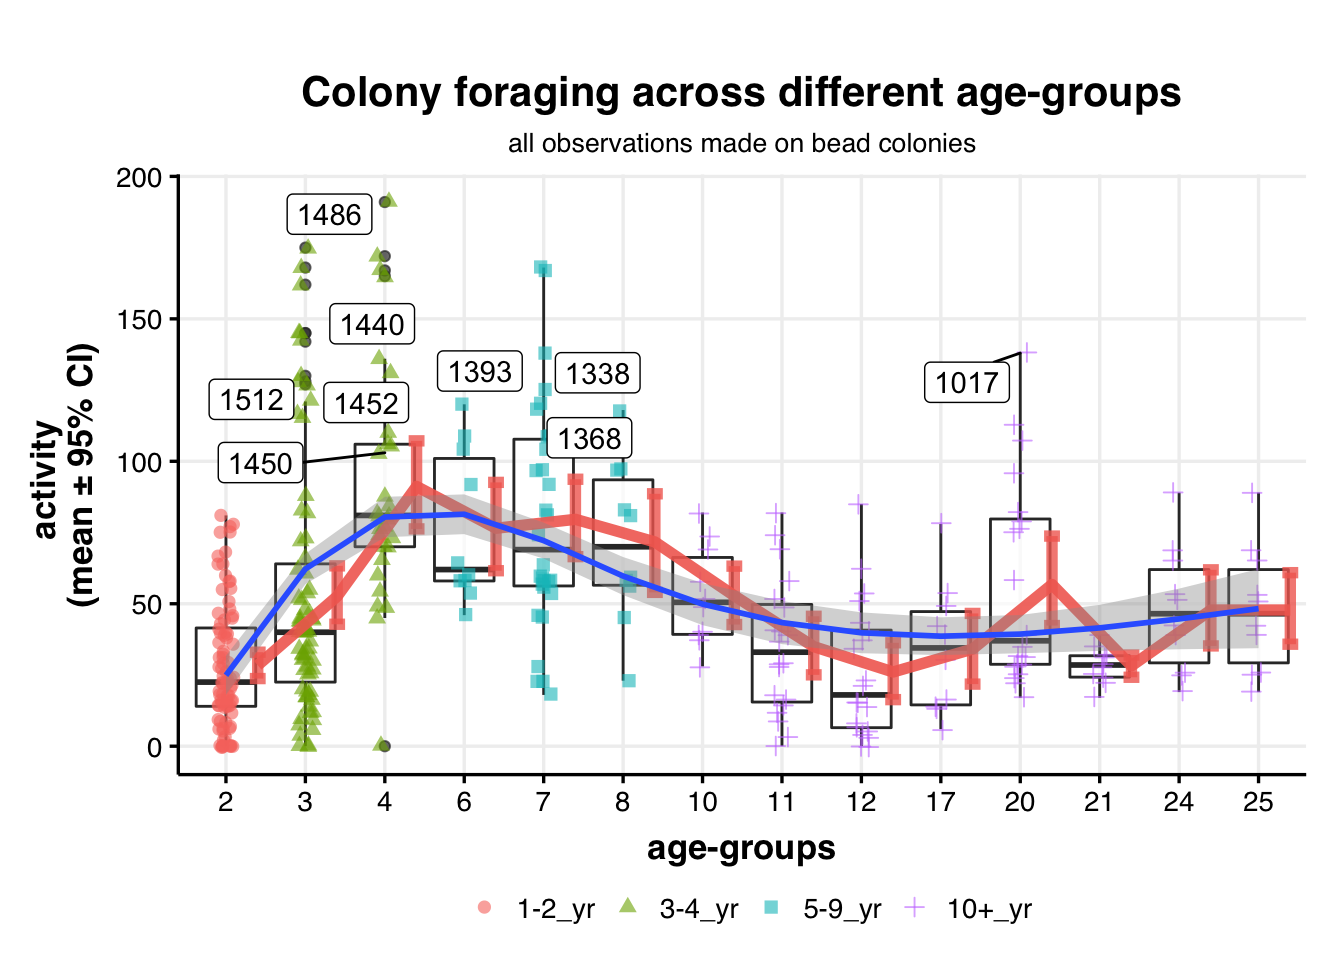 Colony foraging across different age-groups
all observations made on bead colonies
activity
(mean ± 95% CI)
200
150
100
50
0
1486
1440
1512
1452
1450
1393
1338
1368
1017
2 3 4 6 7 8 10 11 12 17 20 21 24 25
age-groups
1-2_yr 3-4_yr 5-9_yr 10+_yr